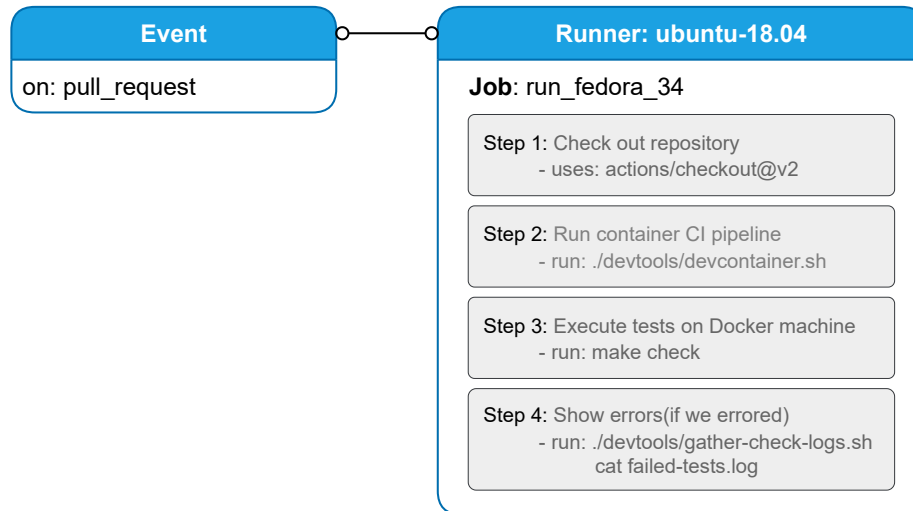 Event
on: pull_request
Runner: ubuntu-18.04
Job: run_fedora_34
Step 1: Check out repository
- uses: actions/checkout@v2
Step 2: Run container CI pipeline
- run: ./devtools/devcontainer.sh
Step 3: Execute tests on Docker machine
- run: make check
Step 4: Show errors(if we errored)
- run: ./devtools/gather-check-logs.sh
cat failed-tests.log